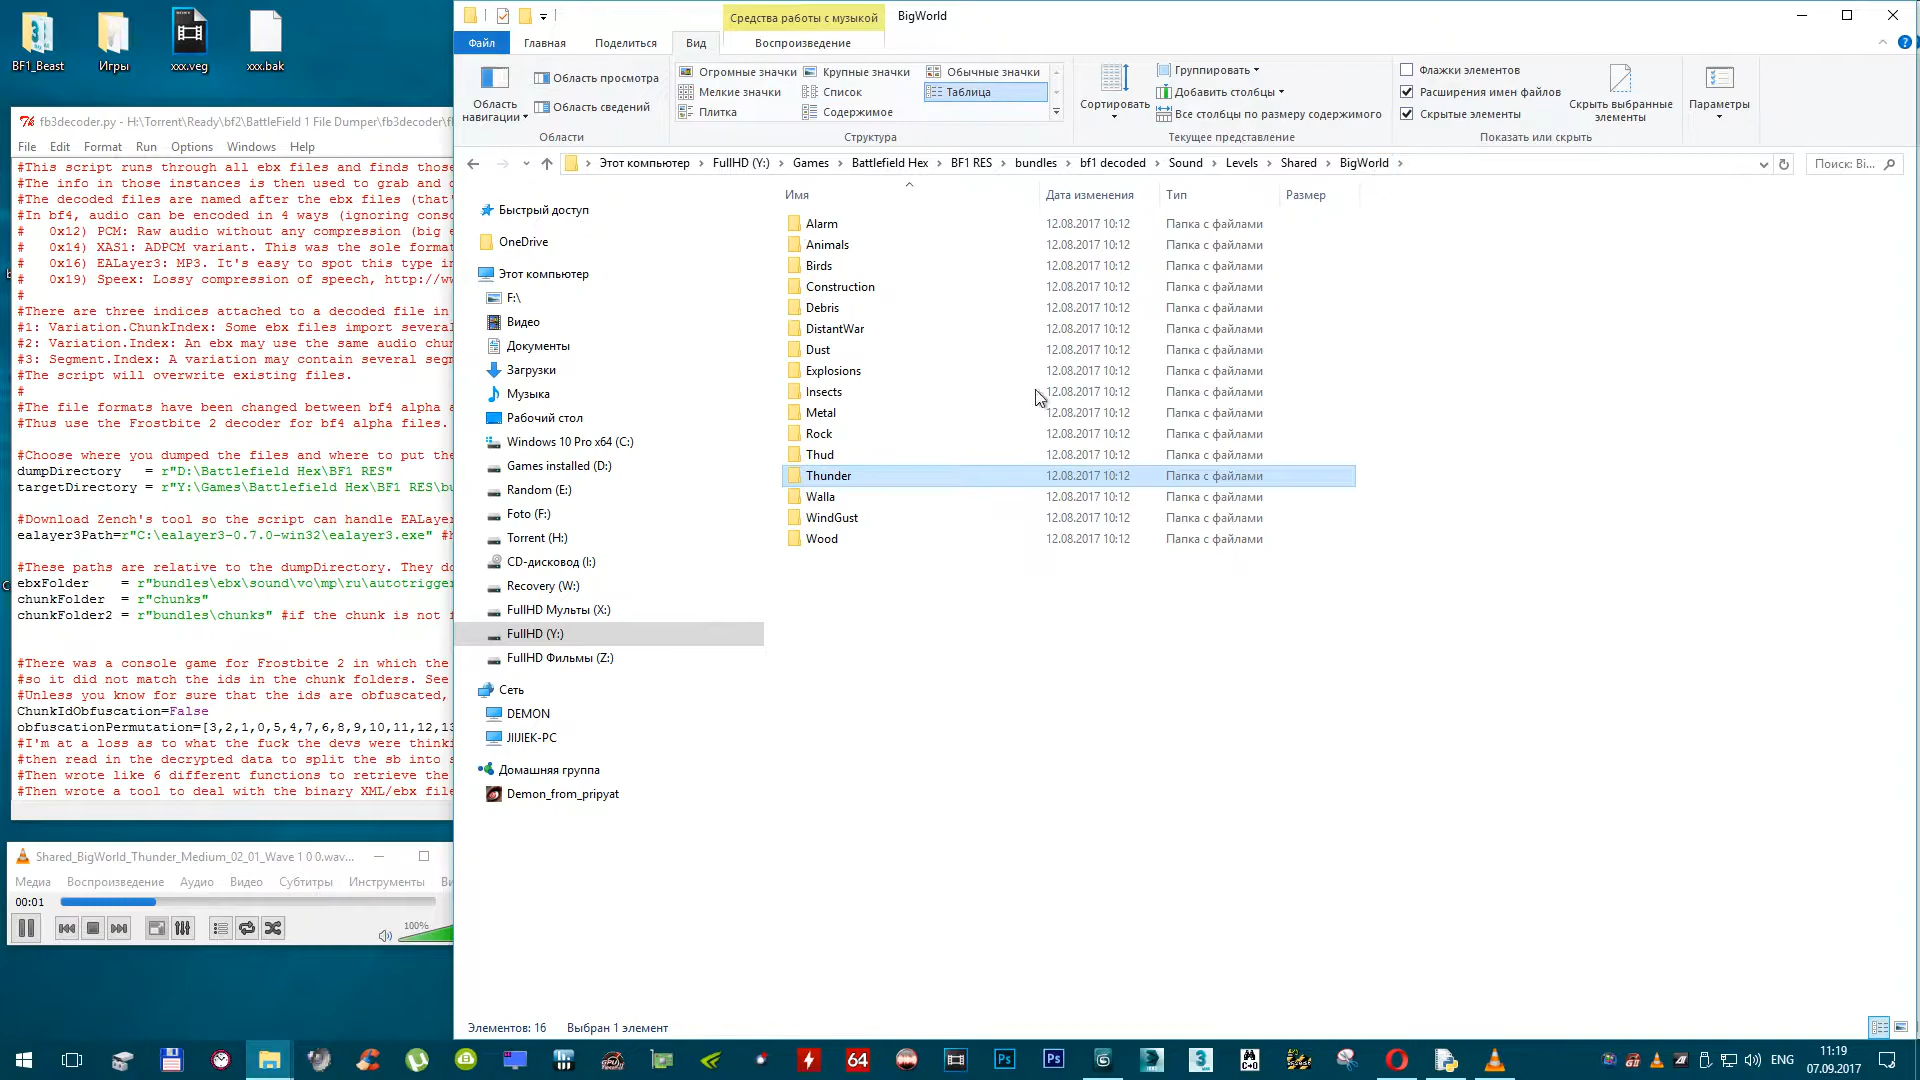 BF1_Beast
Игры
xxx.veg
xxx.bak
fb3decoder.py - H:\Torrent\Ready\bf2\BattleField 1 File Dumper\fb3decoder\
File Edit Format Run Options Windows Help
#This script runs through all ebx files and finds those
#The info in those instances is then used to grab and
#The decoded files are named after the ebx files (that'
#In bf4, audio can be encoded in 4 ways (ignoring cons
#   0x12) PCM: Raw audio without any compression (big e
#   0x14) XAS1: ADPCM variant. This was the sole format
#   0x16) EALayer3: MP3. It's easy to spot this type in
#   0x19) Speex: Lossy compression of speech, http://w
#
#There are three indices attached to a decoded file in
#1: Variation.ChunkIndex: Some ebx files import several
#2: Variation.Index: An ebx may use the same audio chun
#3: Segment.Index: A variation may contain several segm
#The script will overwrite existing files.
#
#The file formats have been changed between bf4 alpha a
#Thus use the Frostbite 2 decoder for bf4 alpha files.
#Choose where you dumped the files and where to put the
dumpDirectory   = r"D:\Battlefield Hex\BF1 RES"
targetDirectory = r"Y:\Games\Battlefield Hex\BF1 RES\bu
#Download Zench's tool so the script can handle EALayer
ealayer3Path=r"C:\ealayer3-0.7.0-win32\ealayer3.exe" #
#These paths are relative to the dumpDirectory. They do
ebxFolder    = r"bundles\ebx\sound\vo\mp\ru\autotrigger
chunkFolder  = r"chunks"
chunkFolder2 = r"bundles\chunks" #if the chunk is not
#There was a console game for Frostbite 2 in which the
#so it did not match the ids in the chunk folders. See
#Unless you know for sure that the ids are obfuscated,
ChunkIdObfuscation=False
obfuscationPermutation=[3,2,1,0,5,4,7,6,8,9,10,11,12,13
#I'm at a loss as to what the fuck the devs were thinki
#then read in the decrypted data to split the sb into s
#Then wrote like 6 different functions to retrieve the
#Then wrote a tool to deal with the binary XML/ebx file
Shared_BigWorld_Thunder_Medium_02_01_Wave 1 0 0.wav...
Медиа Воспроизведение Аудио Видео Субтитры Инструменты Ви
00:01
100%
Средства работы с музыкой
BigWorld
Файл Главная Поделиться Вид Воспроизведение
Область навигации
Область просмотра
Область сведений
Области
Огромные значки Крупные значки Обычные значки
Мелкие значки Список Таблица
Плитка Содержимое
Структура
Сортировать
Группировать
Добавить столбцы
Все столбцы по размеру содержимого
Текущее представление
Флажки элементов
Расширения имен файлов
Скрытые элементы
Скрыть выбранные элементы
Показать или скрыть
Параметры
Этот компьютер FullHD (Y:) Games Battlefield Hex BF1 RES bundles bf1 decoded Sound Levels Shared BigWorld
Поиск: Bi...
Быстрый доступ
OneDrive
Этот компьютер
F:\
Видео
Документы
Загрузки
Музыка
Рабочий стол
Windows 10 Pro x64 (C:)
Games installed (D:)
Random (E:)
Foto (F:)
Torrent (H:)
CD-дисковод (I:)
Recovery (W:)
FullHD Мульты (X:)
FullHD (Y:)
FullHD Фильмы (Z:)
Сеть
DEMON
JIJIEK-PC
Домашняя группа
Demon_from_pripyat
Имя Дата изменения Тип Размер
Alarm 12.08.2017 10:12 Папка с файлами
Animals 12.08.2017 10:12 Папка с файлами
Birds 12.08.2017 10:12 Папка с файлами
Construction 12.08.2017 10:12 Папка с файлами
Debris 12.08.2017 10:12 Папка с файлами
DistantWar 12.08.2017 10:12 Папка с файлами
Dust 12.08.2017 10:12 Папка с файлами
Explosions 12.08.2017 10:12 Папка с файлами
Insects 12.08.2017 10:12 Папка с файлами
Metal 12.08.2017 10:12 Папка с файлами
Rock 12.08.2017 10:12 Папка с файлами
Thud 12.08.2017 10:12 Папка с файлами
Thunder 12.08.2017 10:12 Папка с файлами
Walla 12.08.2017 10:12 Папка с файлами
WindGust 12.08.2017 10:12 Папка с файлами
Wood 12.08.2017 10:12 Папка с файлами
Элементов: 16 Выбран 1 элемент
64
Ps
Ps
ENG
11:19
07.09.2017